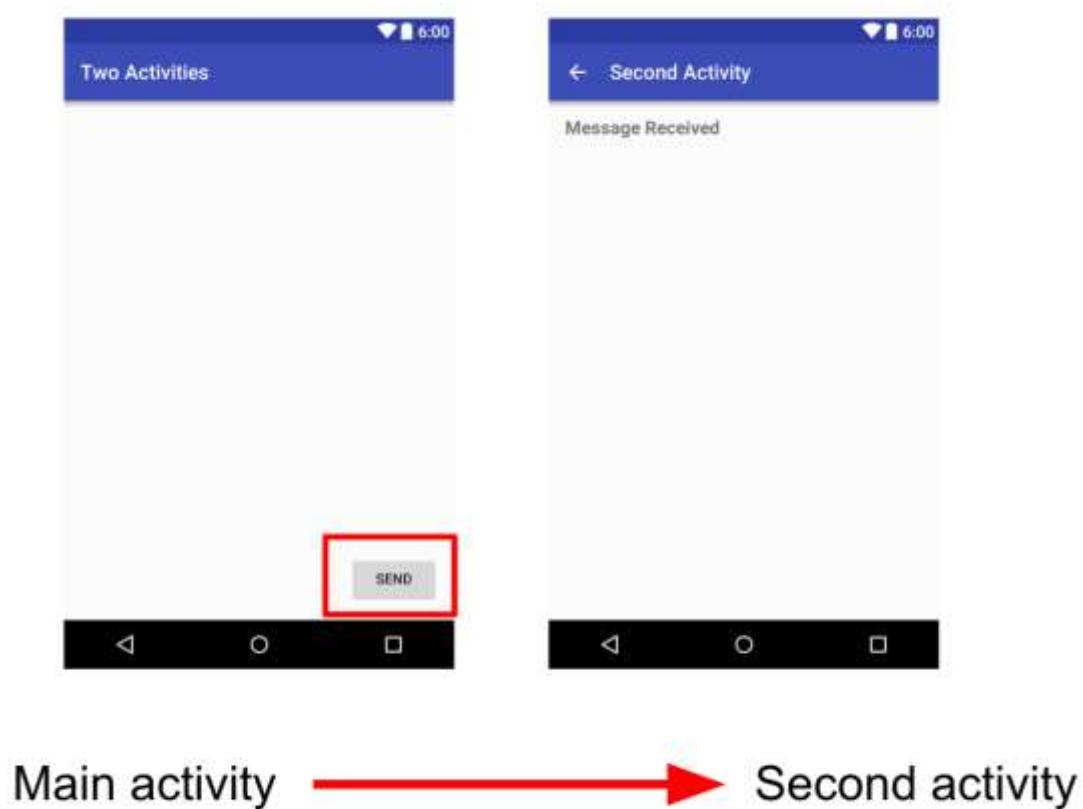 6:00
Two Activities
SEND
6:00
Second Activity
Message Received
Main activity
Second activity